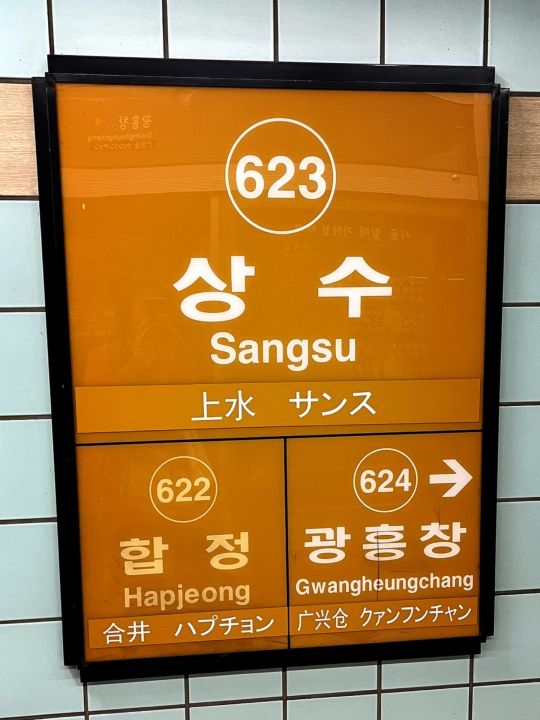 623
상 수
Sangsu
上水 サンス
622
합 정
Hapjeong
合井 ハプチョン
624 →
광흥창
Gwangheungchang
广兴仓 クァンフンチャン